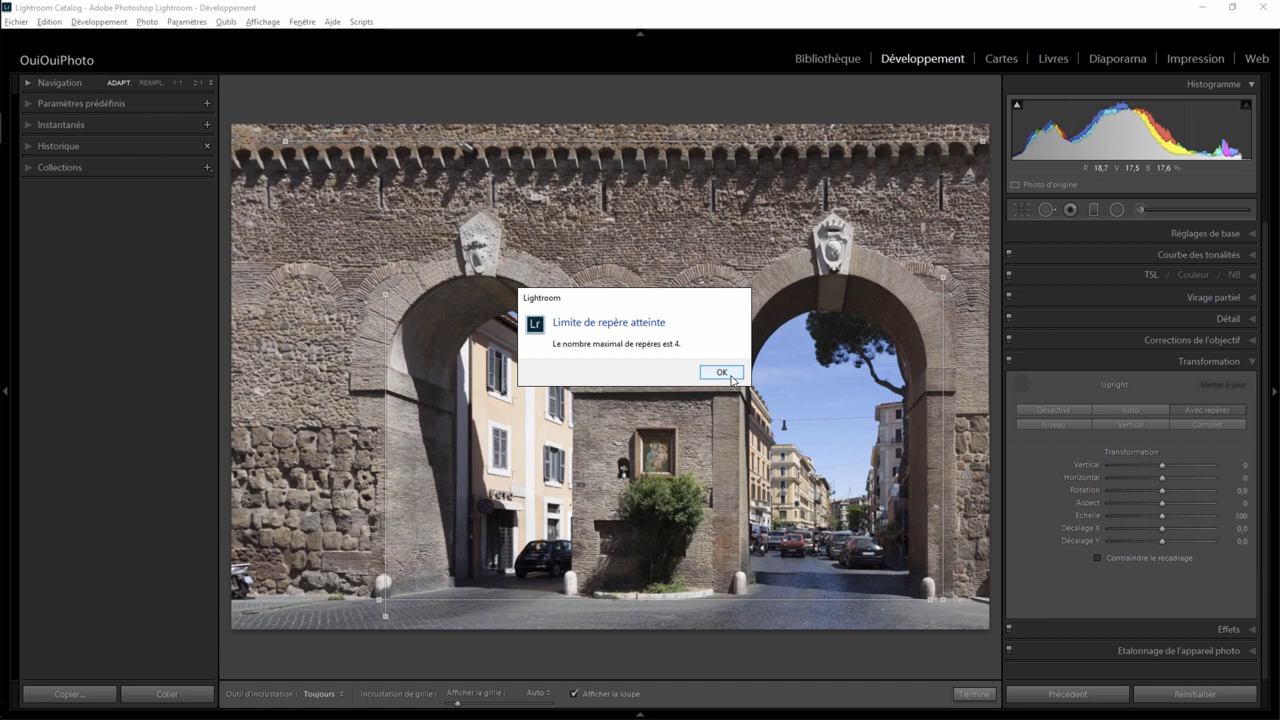 Lightroom Catalog - Adobe Photoshop Lightroom - Développement
Fichier Édition Développement Photo Paramètres Outils Affichage Fenêtre Aide Scripts
OuiOuiPhoto
Bibliothèque | Développement | Cartes | Livres | Diaporama | Impression | Web
Navigation ADAPT. REMPL. 1:1 2:1
Paramètres prédéfinis
Instantanés
Historique
Collections
Lightroom
Lr
Limite de repère atteinte
Le nombre maximal de repères est 4.
OK
Histogramme
R 18,7 V 17,5 B 17,6 %
Photo d'origine
Réglages de base
Courbe des tonalités
TSL / Couleur / NB
Virage partiel
Détail
Corrections de l'objectif
Transformation
Upright Mettre à jour
Désactivé Auto Avec repères
Niveau Vertical Complet
Transformation
Vertical 0
Horizontal 0
Rotation 0,0
Aspect 0
Echelle 100
Décalage X 0,0
Décalage Y 0,0
Contraindre le recadrage
Effets
Etalonnage de l'appareil photo
Copier... Coller
Outil d'incrustation : Toujours Incrustation de grille : Afficher la grille : Auto Afficher la loupe Terminé
Précédent Réinitialiser